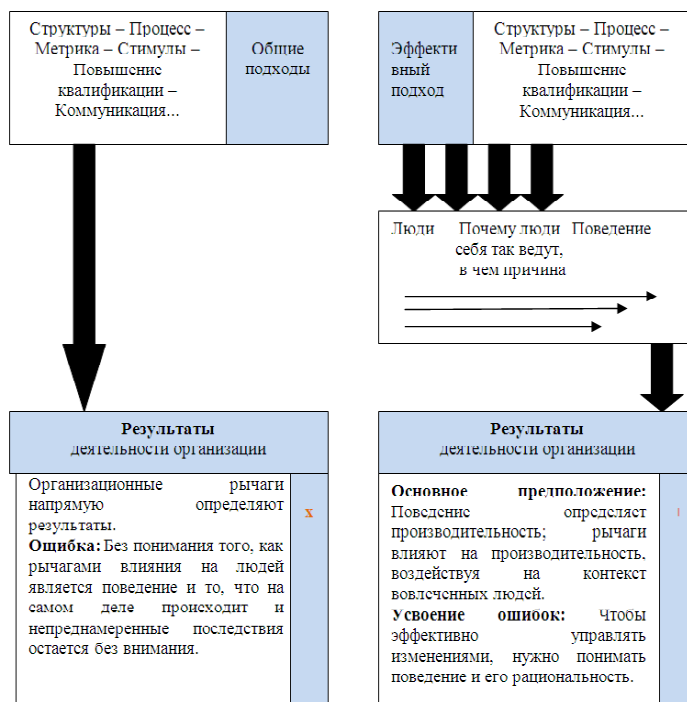 Структуры – Процесс –
Метрика – Стимулы –
Повышение
квалификации –
Коммуникация...
Общие
подходы
Эффекти
вный
подход
Структуры – Процесс –
Метрика – Стимулы –
Повышение
квалификации –
Коммуникация...
Люди Почему люди Поведение
себя так ведут,
в чем причина
Результаты
деятельности организации
Организационные рычаги
напрямую определяют
результаты.
Ошибка: Без понимания того, как
рычагами влияния на людей
является поведение и то, что на
самом деле происходит и
непреднамеренные последствия
остается без внимания.
x
Результаты
деятельности организации
Основное предположение:
Поведение определяет
производительность; рычаги
влияют на производительность,
воздействуя на контекст
вовлеченных людей.
Усвоение ошибок: Чтобы
эффективно управлять
изменениями, нужно понимать
поведение и его рациональность.